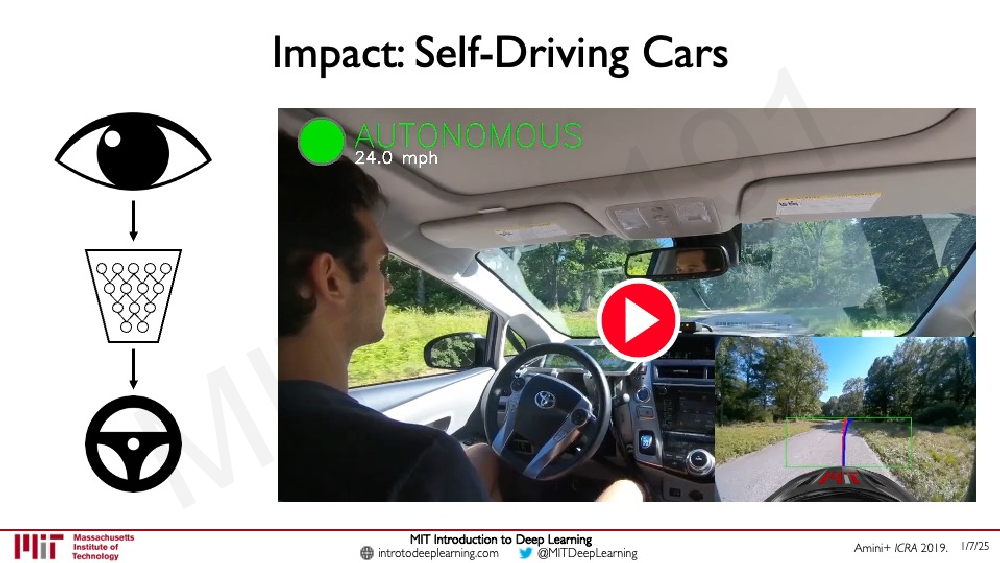 Impact: Self-Driving Cars
AUTONOMOUS
24.0 mph
MIT
Massachusetts
Institute of
Technology
MIT Introduction to Deep Learning
introtodeeplearning.com
@MITDeepLearning
Amini+ ICRA 2019.
1/7/25